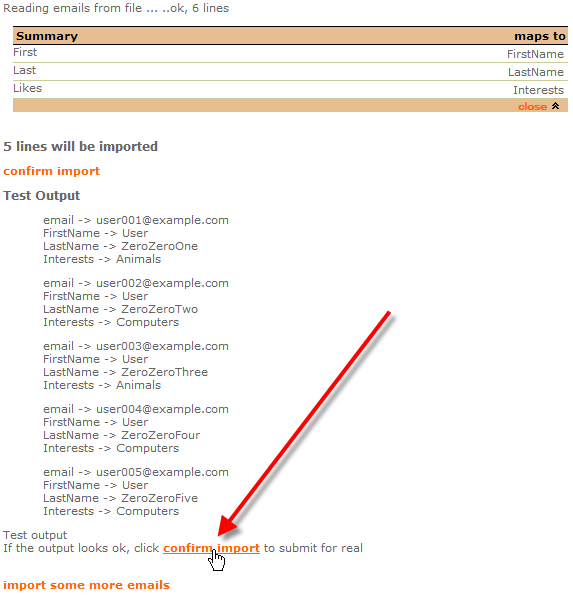 Reading emails from file ... ..ok, 6 lines
Summary maps to
First FirstName
Last LastName
Likes Interests
close
5 lines will be imported
confirm import
Test Output
email -> user001@example.com
FirstName -> User
LastName -> ZeroZeroOne
Interests -> Animals
email -> user002@example.com
FirstName -> User
LastName -> ZeroZeroTwo
Interests -> Computers
email -> user003@example.com
FirstName -> User
LastName -> ZeroZeroThree
Interests -> Animals
email -> user004@example.com
FirstName -> User
LastName -> ZeroZeroFour
Interests -> Computers
email -> user005@example.com
FirstName -> User
LastName -> ZeroZeroFive
Interests -> Computers
Test output
If the output looks ok, click confirm import to submit for real
import some more emails